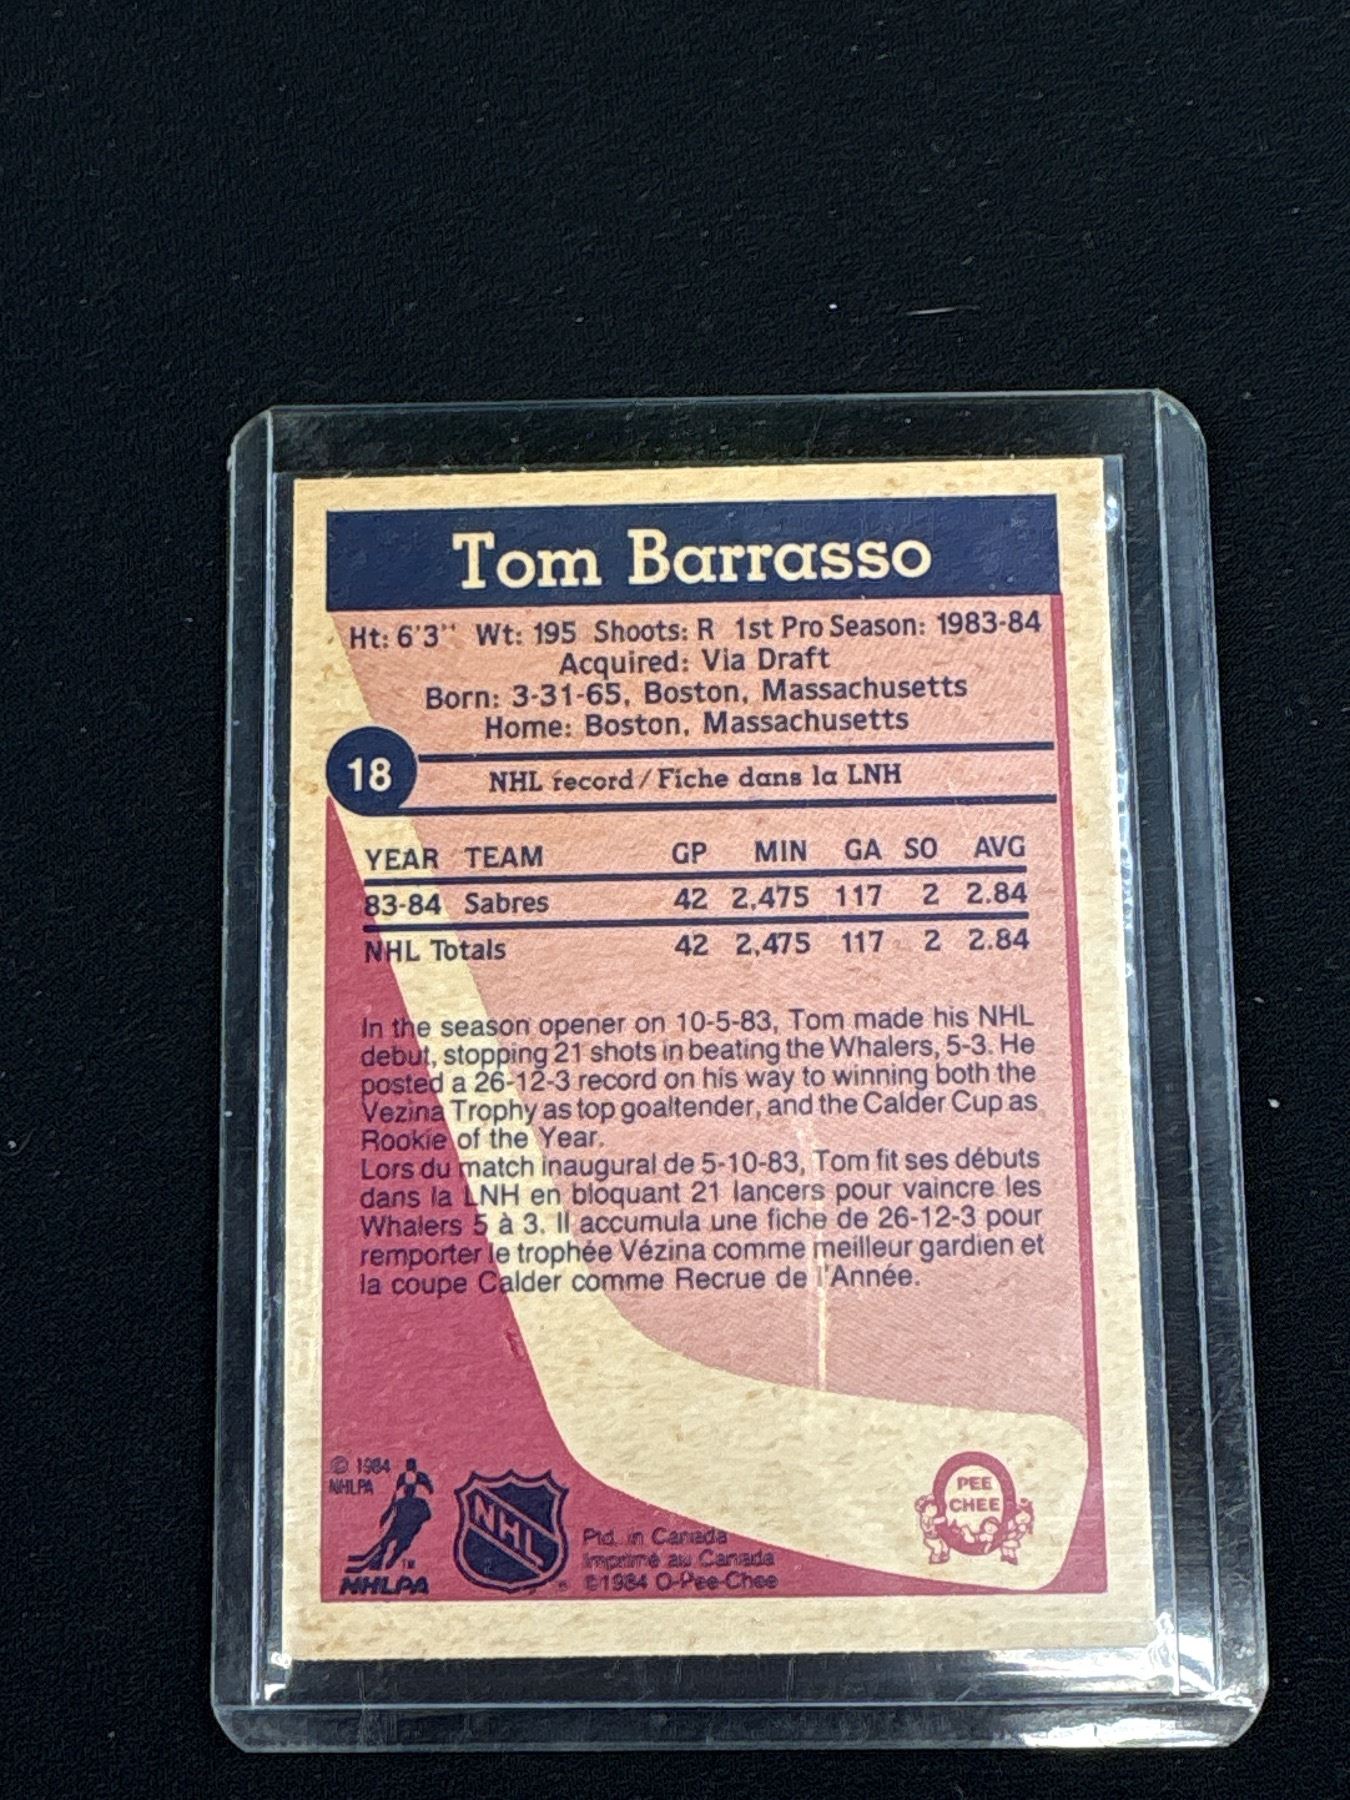 Tom Barrasso
Ht: 6'3" Wt: 195 Shoots: R 1st Pro Season: 1983-84
Acquired: Via Draft
Born: 3-31-65, Boston, Massachusetts
Home: Boston, Massachusetts
18
NHL record/Fiche dans la LNH
YEAR TEAM GP MIN GA SO AVG
83-84 Sabres 42 2,475 117 2 2.84
NHL Totals 42 2,475 117 2 2.84
In the season opener on 10-5-83, Tom made his NHL
debut, stopping 21 shots in beating the Whalers, 5-3. He
posted a 26-12-3 record on his way to winning both the
Vezina Trophy as top goaltender, and the Calder Cup as
Rookie of the Year.
Lors du match inaugural de 5-10-83, Tom fit ses débuts
dans la LNH en bloquant 21 lancers pour vaincre les
Whalers 5 à 3. Il accumula une fiche de 26-12-3 pour
remporter le trophée Vézina comme meilleur gardien et
la coupe Calder comme Recrue de l'Année.
© 1984
NHLPA
TM
NHLPA
NHL
®
Ptd. in Canada
Imprimé au Canada
©1984 O-Pee-Chee
PEE
CHEE